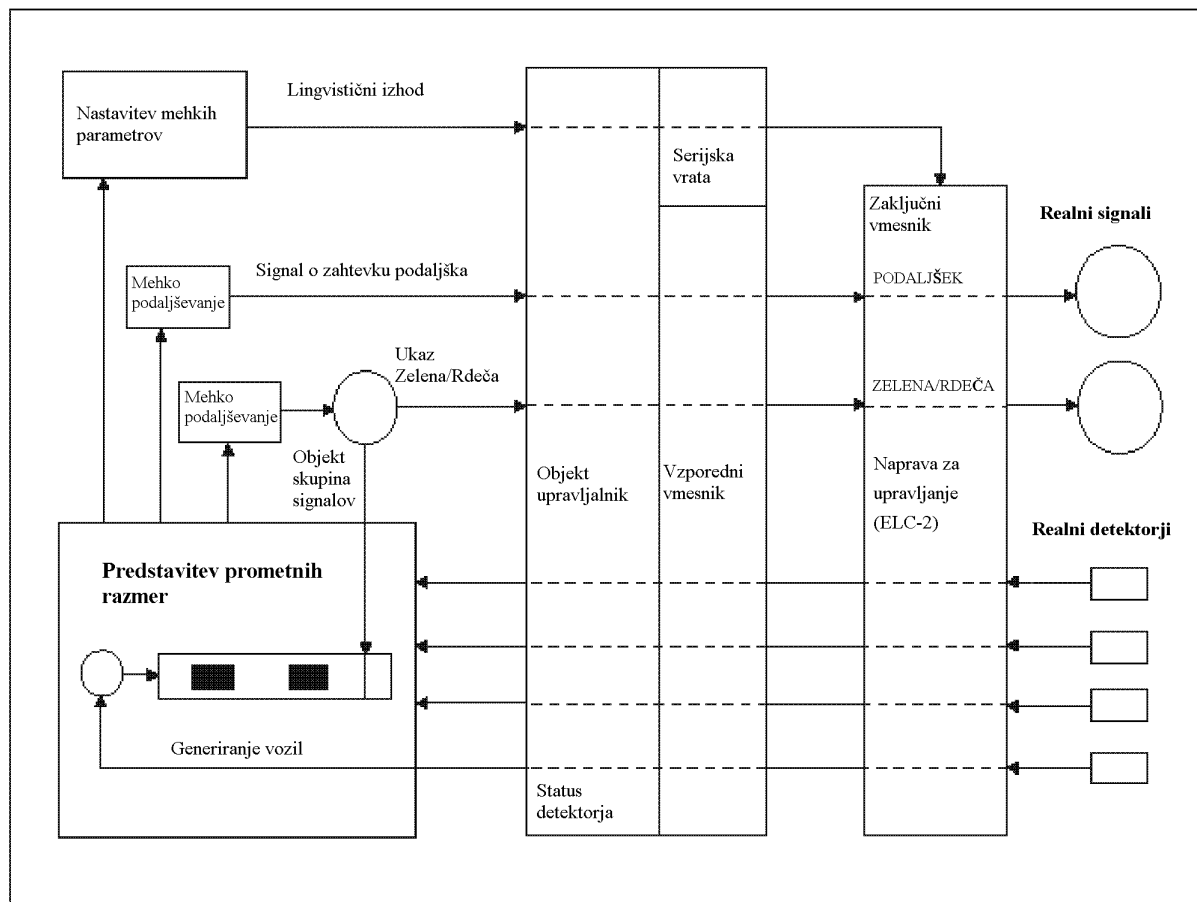 Lingvistični izhod
Nastavitev mehkih
parametrov
Serijska
vrata
Zaključni
vmesnik
Realni signali
Signal o zahtevku podaljška
Mehko
podaljševanje
PODALJŠEK
Ukaz
Zelena/Rdeča
Mehko
podaljševanje
ZELENA/RDEČA
Objekt
skupina
signalov
Objekt
upravljalnik
Vzporedni
vmesnik
Naprava za
upravljanje
(ELC-2)
Realni detektorji
Predstavitev prometnih
razmer
Generiranje vozil
Status
detektorja